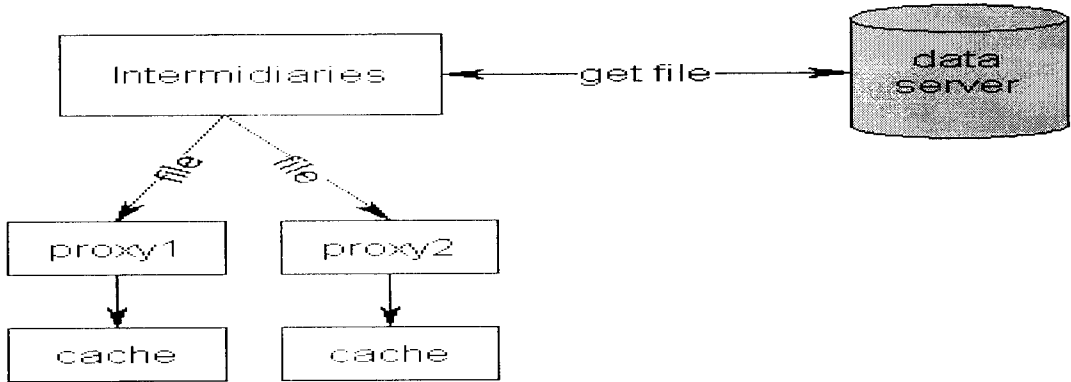 Intermidiaries
get file
data
server
file
file
proxy1
proxy2
cache
cache